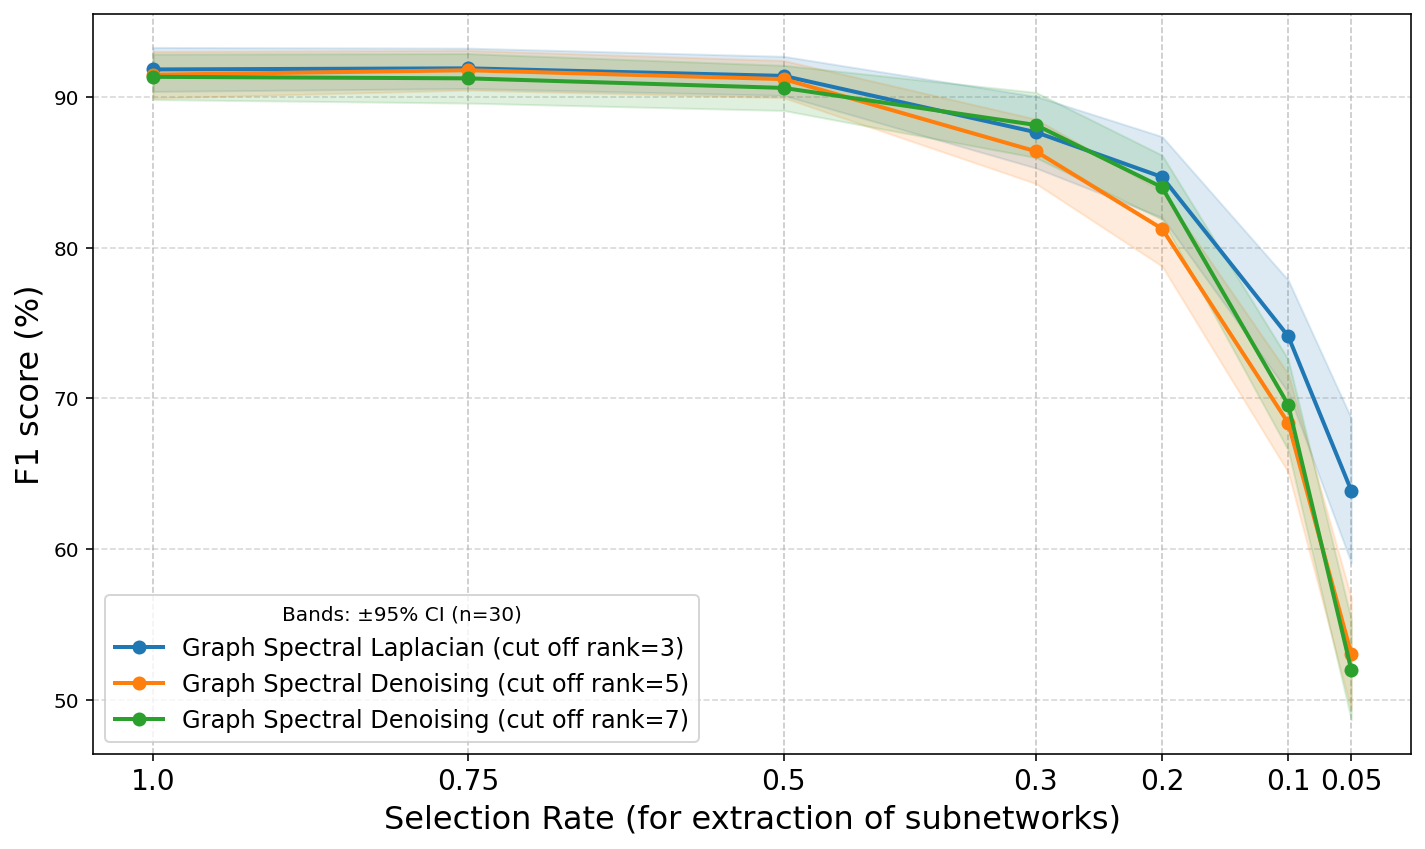 90
80
70
60
50
F1 score (%)
Bands: ±95% CI (n=30)
Graph Spectral Laplacian (cut off rank=3)
Graph Spectral Denoising (cut off rank=5)
Graph Spectral Denoising (cut off rank=7)
1.0 0.75 0.5 0.3 0.2 0.1 0.05
Selection Rate (for extraction of subnetworks)